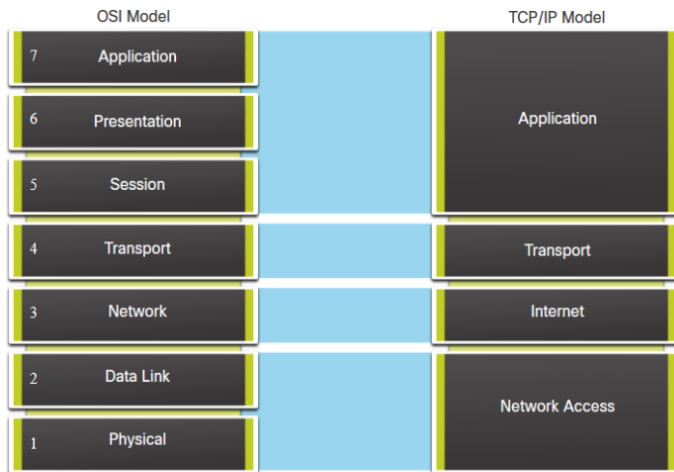 OSI Model
TCP/IP Model
7 Application
6 Presentation
5 Session
4 Transport
3 Network
2 Data Link
1 Physical
Application
Transport
Internet
Network Access